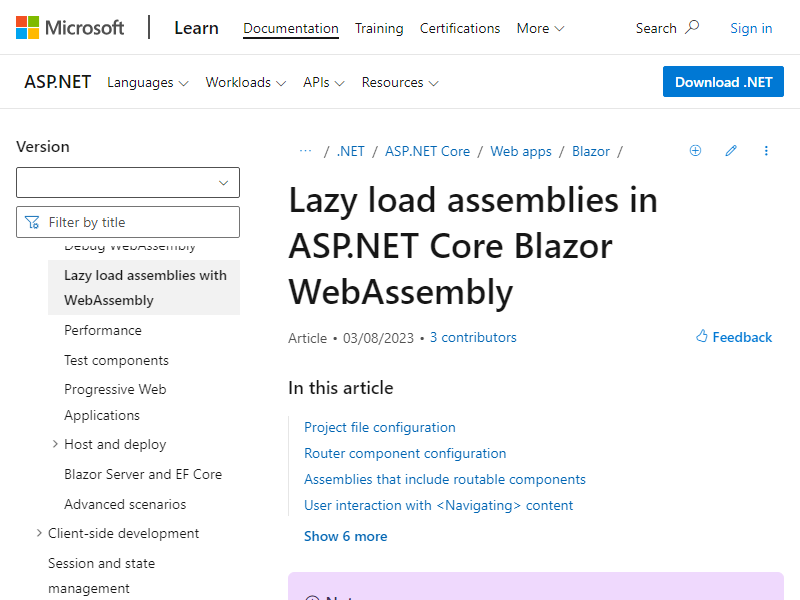 Microsoft
Learn
Documentation
Training
Certifications
More
Search
Sign in
ASP.NET
Languages
Workloads
APIs
Resources
Download .NET
Version
Filter by title
Debug WebAssembly
Lazy load assemblies with
WebAssembly
Performance
Test components
Progressive Web
Applications
Host and deploy
Blazor Server and EF Core
Advanced scenarios
Client-side development
Session and state
management
… / .NET / ASP.NET Core / Web apps / Blazor /
Lazy load assemblies in
ASP.NET Core Blazor
WebAssembly
Article • 03/08/2023 • 3 contributors
Feedback
In this article
Project file configuration
Router component configuration
Assemblies that include routable components
User interaction with <Navigating> content
Show 6 more